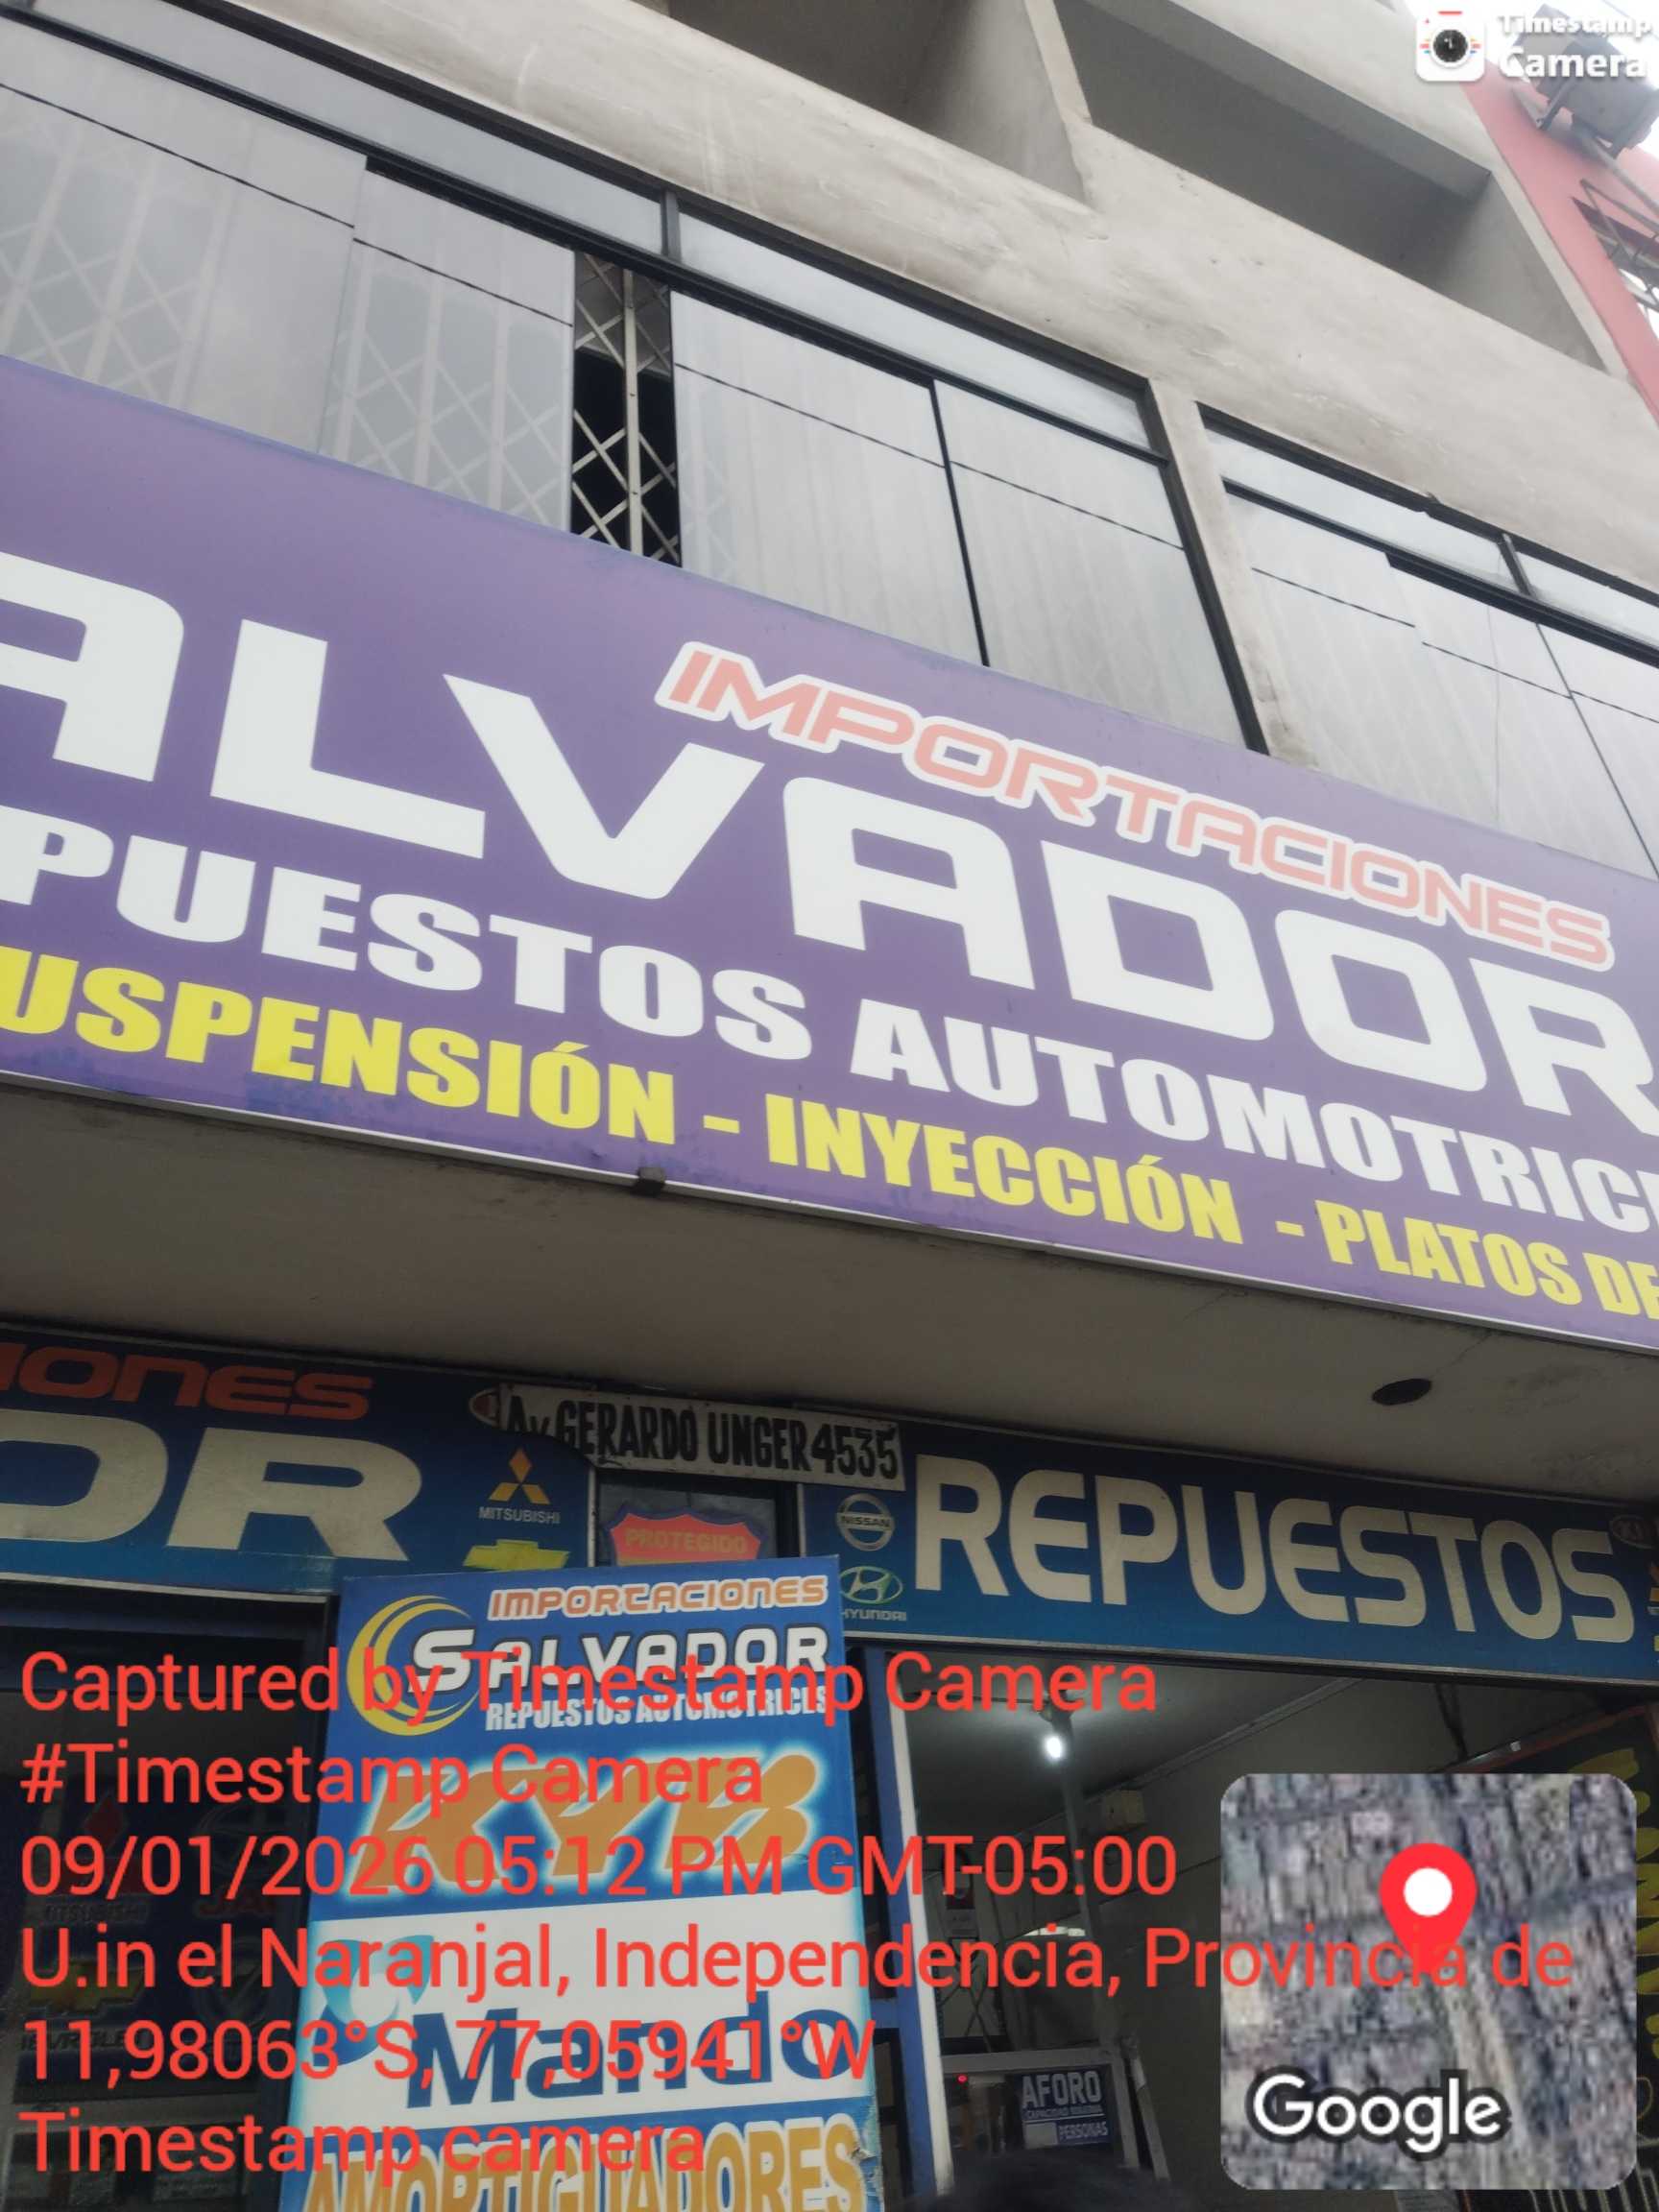 Timestamp
Camera
IMPORTACIONES
ALVADOR
PUESTOS AUTOMOTRIC
USPENSIÓN - INYECCIÓN - PLATOS DE
IONES
OR
MITSUBISHI
Av GERARDO UNGER 4535
PROTEGIDO
NISSAN
HYUNDAI
REPUESTOS
IMPORTACIONES
SALVADOR
REPUESTOS AUTOMOTRICES
KYB
Mando
AMORTIGUADORES
AFORO
PERSONAS
Captured by Timestamp Camera
#Timestamp Camera
09/01/2026 05:12 PM GMT-05:00
U.in el Naranjal, Independencia, Provincia de
11,98063°S, 77,05941°W
Timestamp camera
Google